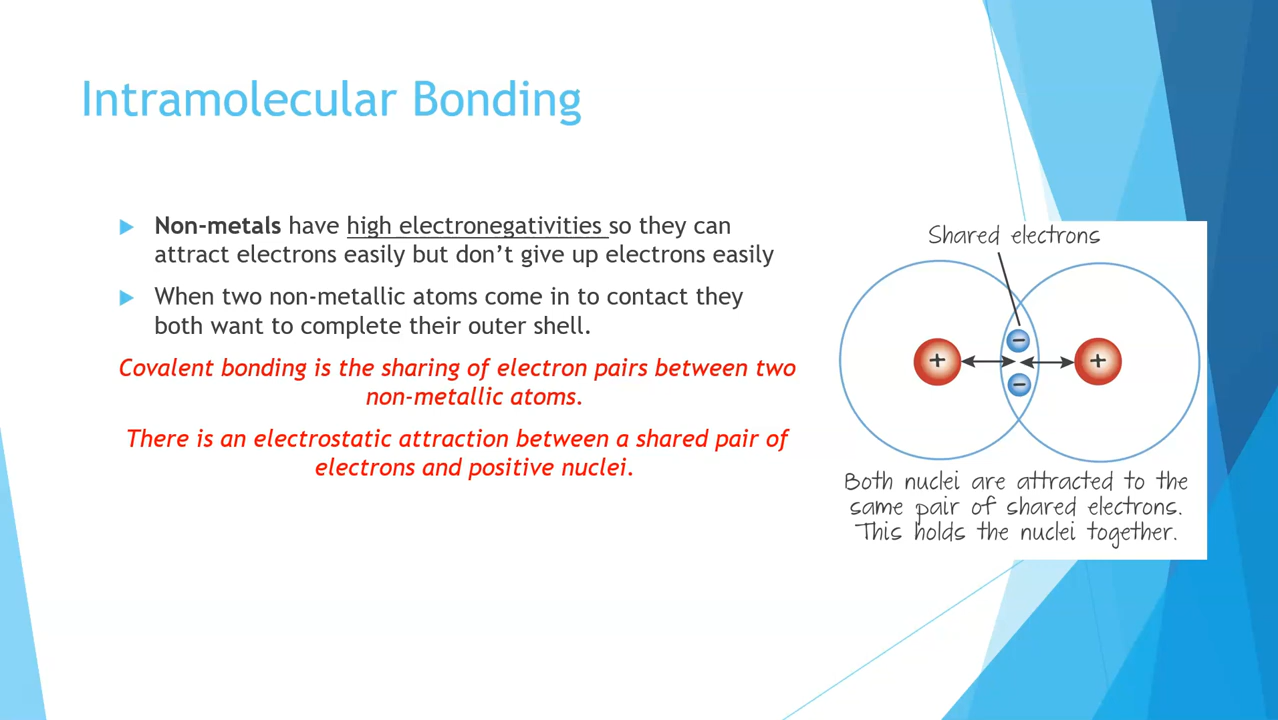 Intramolecular Bonding
Non-metals have high electronegativities so they can
attract electrons easily but don’t give up electrons easily
When two non-metallic atoms come in to contact they
both want to complete their outer shell.
Covalent bonding is the sharing of electron pairs between two
non-metallic atoms.
There is an electrostatic attraction between a shared pair of
electrons and positive nuclei.
Shared electrons
+
−
−
+
Both nuclei are attracted to the
same pair of shared electrons.
This holds the nuclei together.